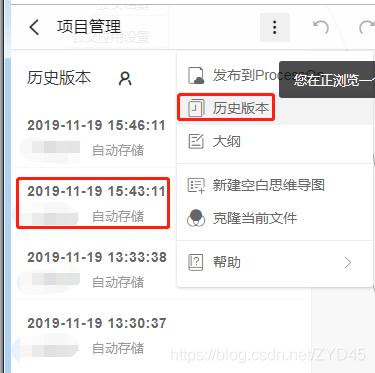 项目管理
历史版本
2019-11-19 15:46:11
自动存储
2019-11-19 15:43:11
自动存储
2019-11-19 13:33:38
自动存储
2019-11-19 13:30:37
自动存储
发布到Proces
您在正浏览一
历史版本
大纲
新建空白思维导图
克隆当前文件
帮助
https://blog.csdn.net/ZYD45